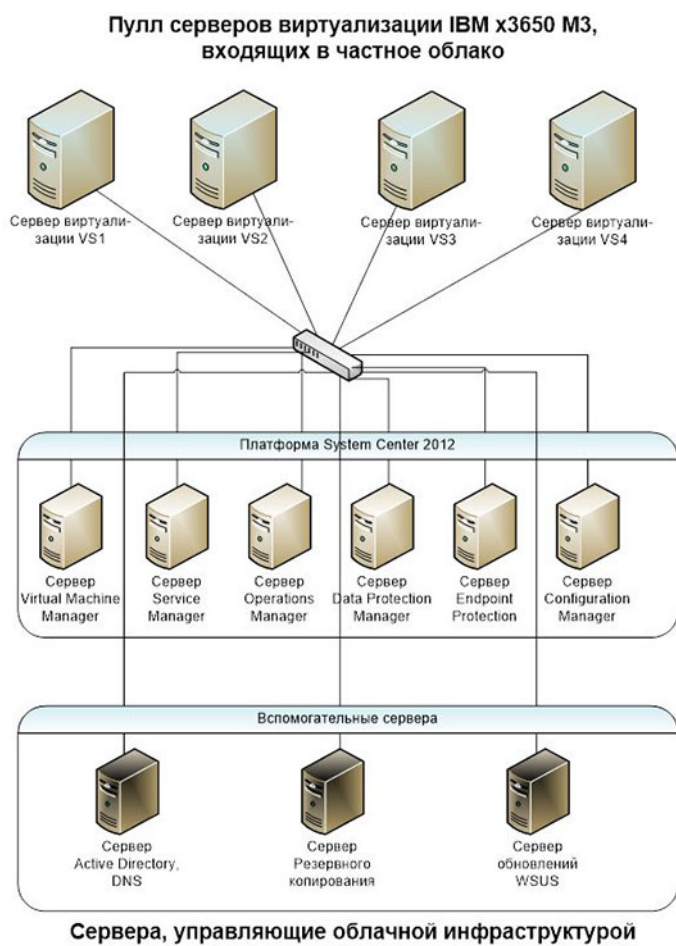 Пулл серверов виртуализации IBM x3650 M3,
входящих в частное облако
Сервер виртуали-
зации VS1
Сервер виртуали-
зации VS2
Сервер виртуали-
зации VS3
Сервер виртуали-
зации VS4
Платформа System Center 2012
Сервер
Virtual Machine
Manager
Сервер
Service
Manager
Сервер
Operations
Manager
Сервер
Data Protection
Manager
Сервер
Endpoint
Protection
Сервер
Configuration
Manager
Вспомогательные сервера
Сервер
Active Directory,
DNS
Сервер
Резервного
копирования
Сервер
обновлений
WSUS
Сервера, управляющие облачной инфраструктурой